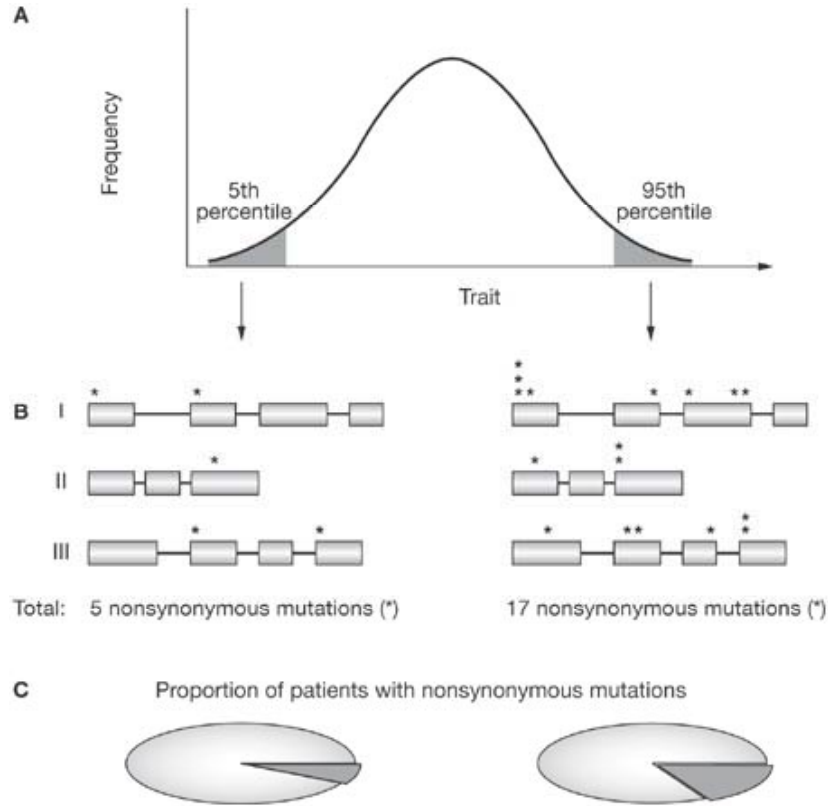 A
Frequency
5th
percentile
95th
percentile
Trait
B
I
* *
* * * * * * * *
II
*
* * *
III
* *
* * * * * *
Total: 5 nonsynonymous mutations (*)
17 nonsynonymous mutations (*)
C
Proportion of patients with nonsynonymous mutations